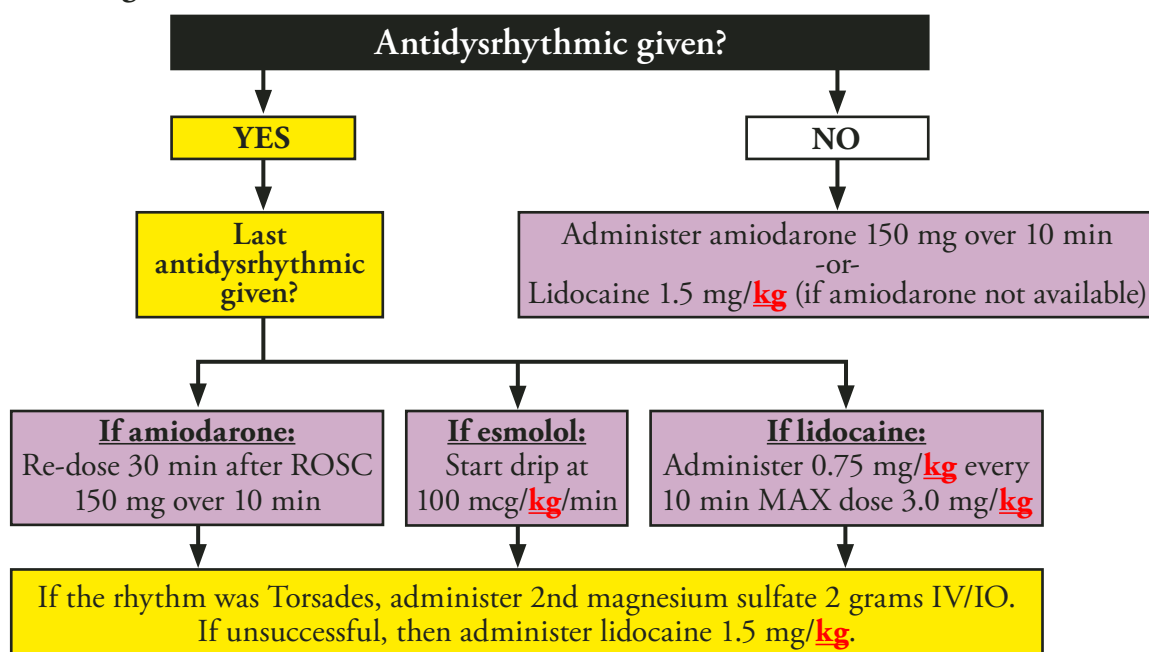 Antidysrhythmic given?
YES
NO
Last
antidysrhythmic
given?
Administer amiodarone 150 mg over 10 min
-or-
Lidocaine 1.5 mg/kg (if amiodarone not available)
If amiodarone:
Re-dose 30 min after ROSC
150 mg over 10 min
If esmolol:
Start drip at
100 mcg/kg/min
If lidocaine:
Administer 0.75 mg/kg every
10 min MAX dose 3.0 mg/kg
If the rhythm was Torsades, administer 2nd magnesium sulfate 2 grams IV/IO.
If unsuccessful, then administer lidocaine 1.5 mg/kg.